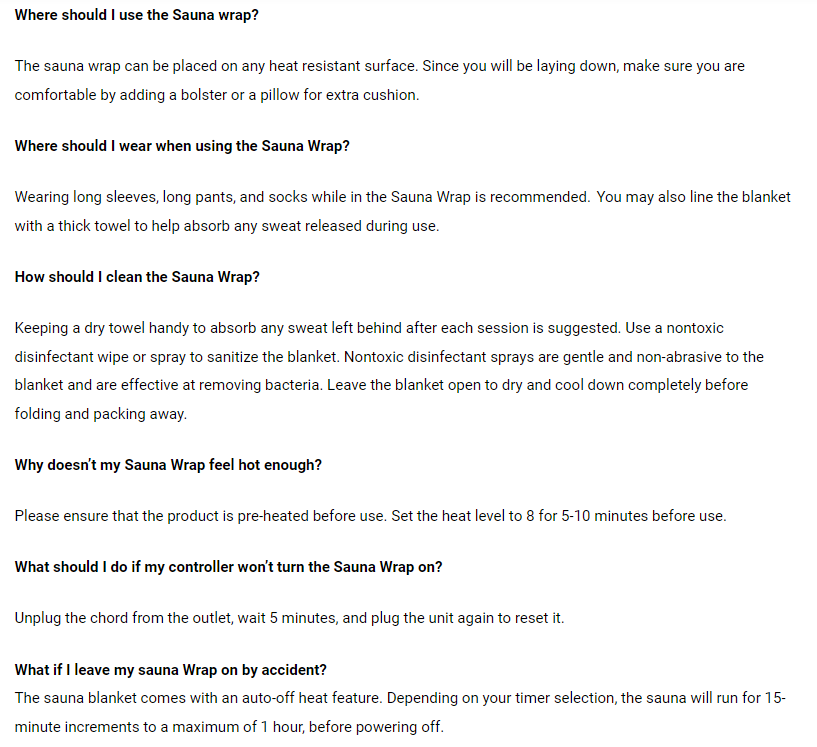 Where should I use the Sauna wrap?
The sauna wrap can be placed on any heat resistant surface. Since you will be laying down, make sure you are
comfortable by adding a bolster or a pillow for extra cushion.
Where should I wear when using the Sauna Wrap?
Wearing long sleeves, long pants, and socks while in the Sauna Wrap is recommended. You may also line the blanket
with a thick towel to help absorb any sweat released during use.
How should I clean the Sauna Wrap?
Keeping a dry towel handy to absorb any sweat left behind after each session is suggested. Use a nontoxic
disinfectant wipe or spray to sanitize the blanket. Nontoxic disinfectant sprays are gentle and non-abrasive to the
blanket and are effective at removing bacteria. Leave the blanket open to dry and cool down completely before
folding and packing away.
Why doesn't my Sauna Wrap feel hot enough?
Please ensure that the product is pre-heated before use. Set the heat level to 8 for 5-10 minutes before use.
What should I do if my controller won't turn the Sauna Wrap on?
Unplug the chord from the outlet, wait 5 minutes, and plug the unit again to reset it.
What if I leave my sauna Wrap on by accident?
The sauna blanket comes with an auto-off heat feature. Depending on your timer selection, the sauna will run for 15-
minute increments to a maximum of 1 hour, before powering off.